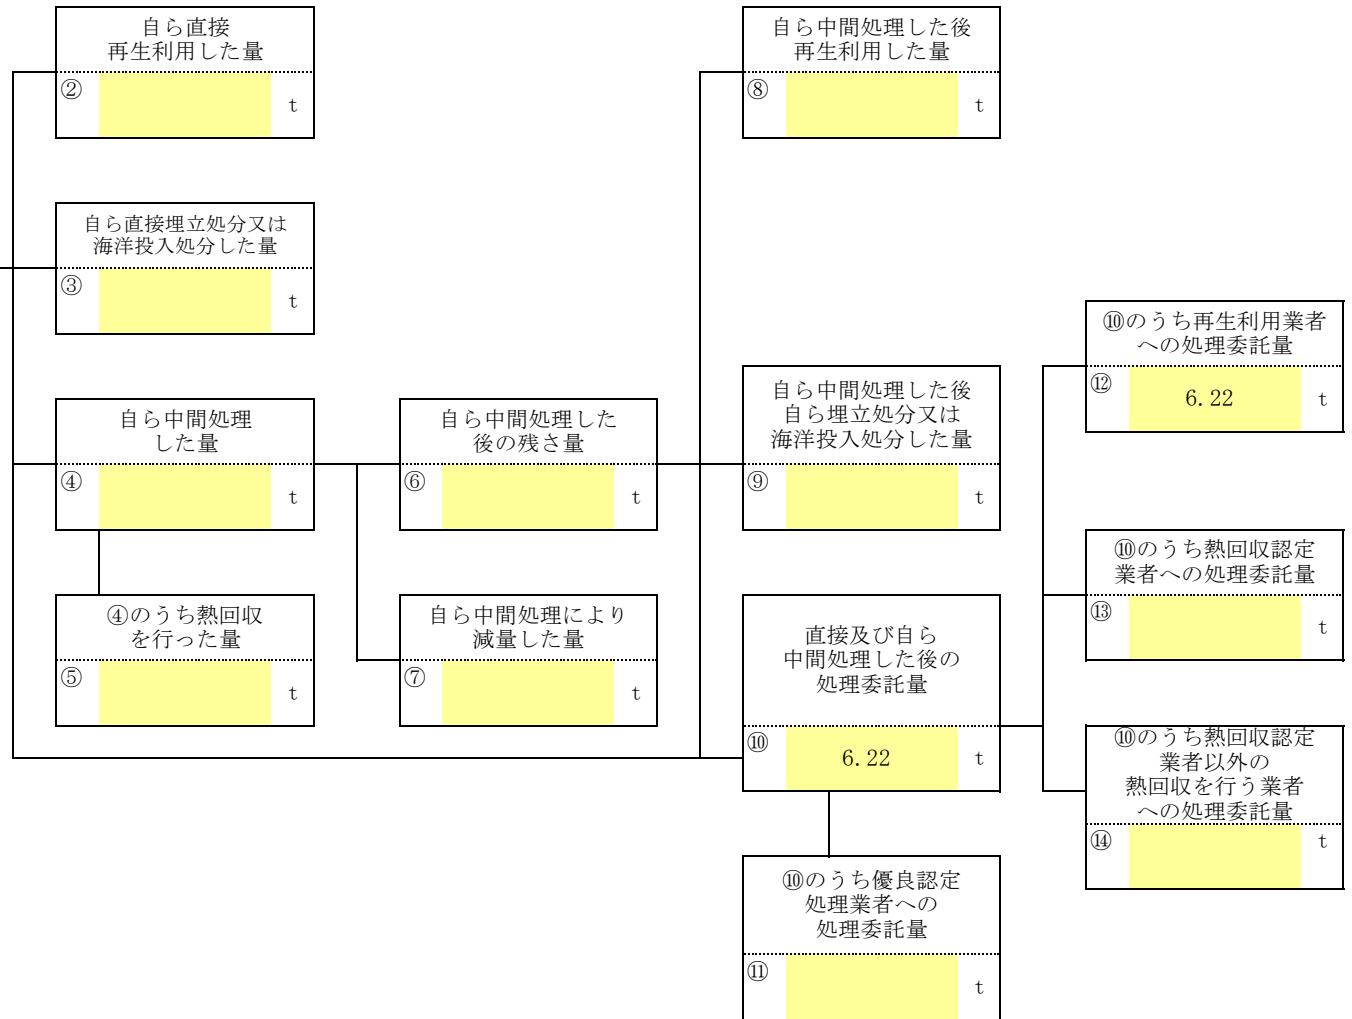 自ら直接
再生利用した量
②
t
自ら中間処理した後
再生利用した量
⑧
t
自ら直接埋立処分又は
海洋投入処分した量
③
t
⑩のうち再生利用業者
への処理委託量
⑫
6.22
t
自ら中間処理
した量
④
t
自ら中間処理した
後の残さ量
⑥
t
自ら中間処理した後
自ら埋立処分又は
海洋投入処分した量
⑨
t
⑩のうち熱回収認定
業者への処理委託量
⑬
t
④のうち熱回収
を行った量
⑤
t
自ら中間処理により
減量した量
⑦
t
直接及び自ら
中間処理した後の
処理委託量
⑩
6.22
t
⑩のうち熱回収認定
業者以外の
熱回収を行う業者
への処理委託量
⑭
t
⑩のうち優良認定
処理業者への
処理委託量
⑪
t